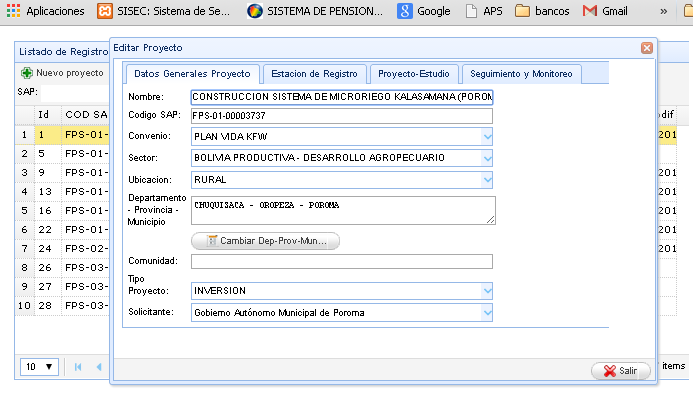 Aplicaciones SISEC: Sistema de Se... SISTEMA DE PENSION... Google APS bancos Gmail »
Listado de Registro
Editar Proyecto
Nuevo proyecto
SAP:
Datos Generales Proyecto Estacion de Registro Proyecto-Estudio Seguimiento y Monitoreo
Nombre: CONSTRUCCION SISTEMA DE MICRORIEGO KALASAMANA (POROM
Codigo SAP: FPS-01-00003737
Convenio: PLAN VIDA KFW
Sector: BOLIVIA PRODUCTIVA - DESARROLLO AGROPECUARIO
Ubicacion: RURAL
Departamento
- Provincia -
Municipio
CHUQUISACA - OROPEZA - POROMA
Cambiar Dep-Prov-Mun...
Comunidad:
Tipo
Proyecto: INVERSION
Solicitante: Gobierno Autónomo Municipal de Poroma
Salir
Id COD SA odif
1 1 FPS-01- 201
2 5 FPS-01-
3 9 FPS-01- 201
4 13 FPS-01- 201
5 16 FPS-01- 201
6 22 FPS-01- 201
7 24 FPS-02- 201
8 26 FPS-03-
9 27 FPS-03-
10 28 FPS-03-
10 items